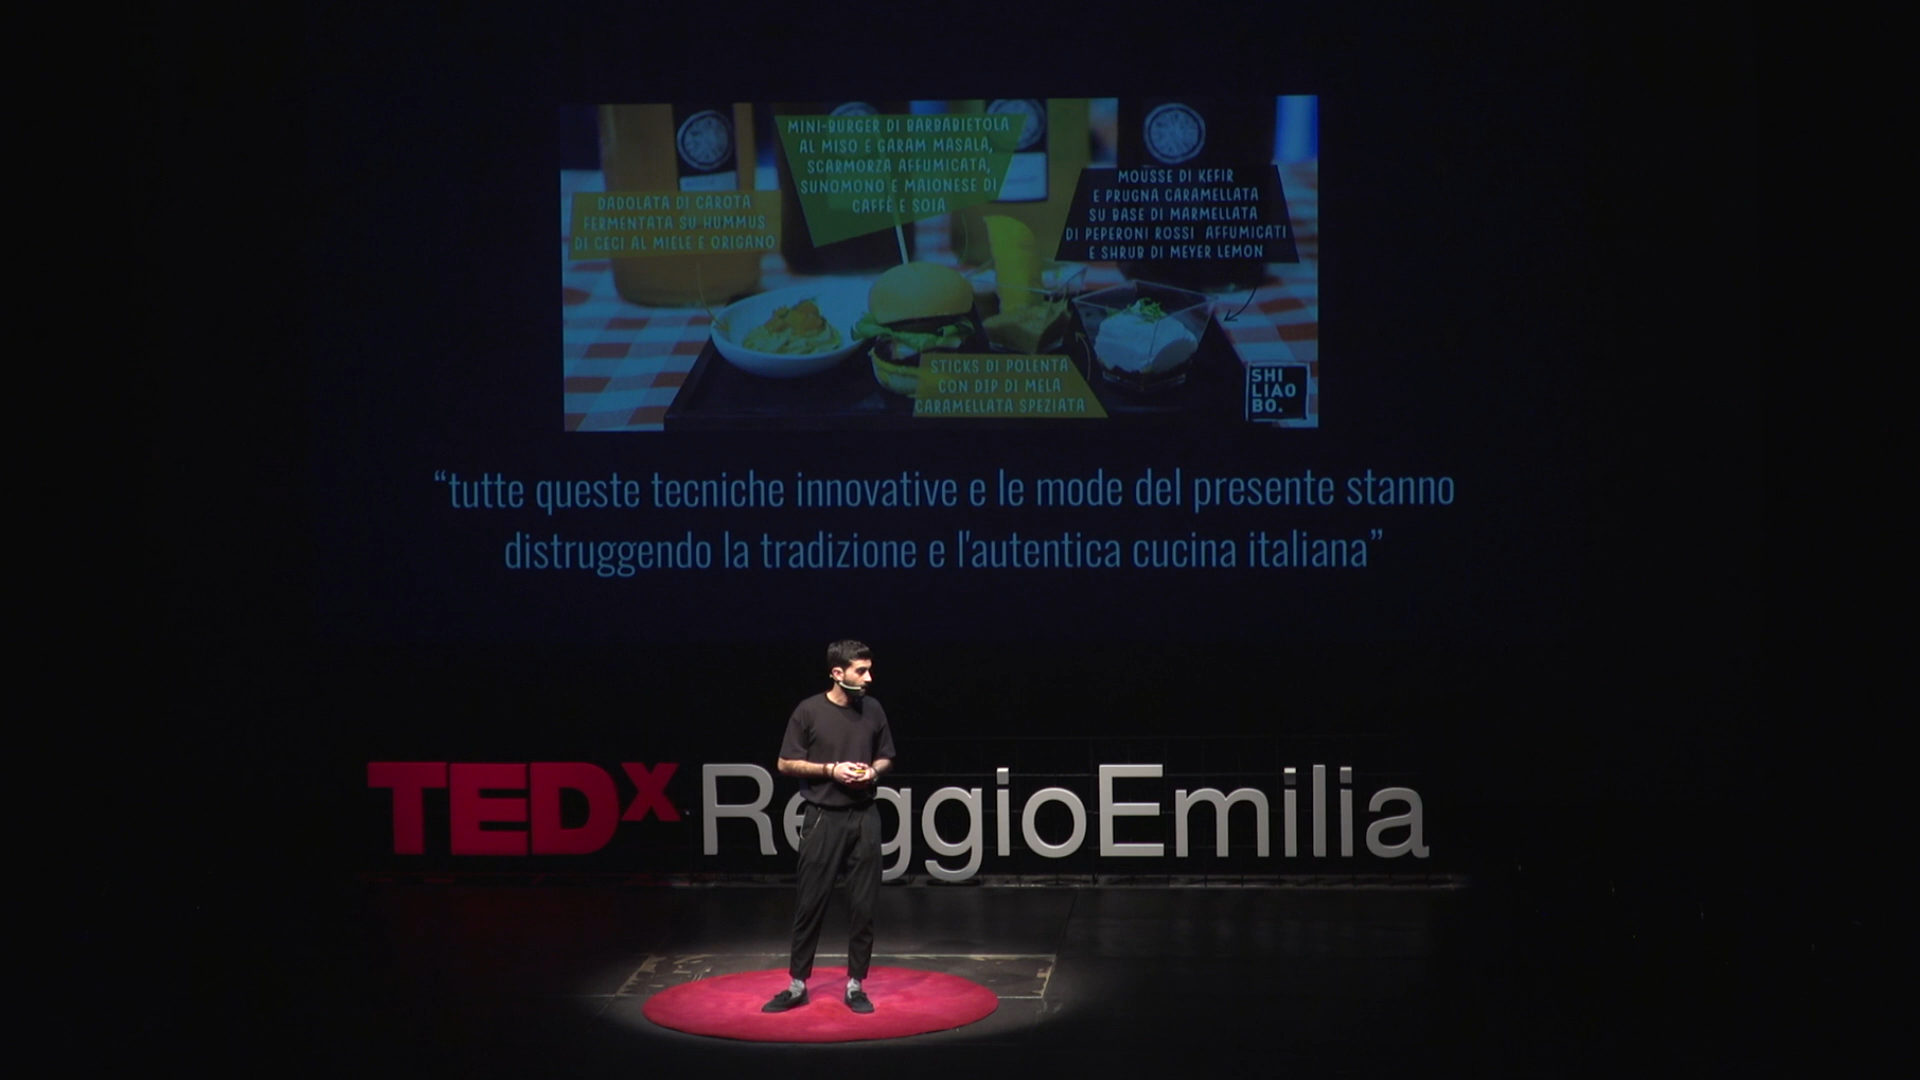 MINI-BURGER DI BARBABIETOLA
AL MISO E GARAM MASALA,
SCARMORZA AFFUMICATA,
SUNOMONO E MAIONESE DI
CAFFÈ E SOIA
DADOLATA DI CAROTA
FERMENTATA SU HUMMUS
DI CECI AL MIELE E ORIGANO
MOUSSE DI KEFIR
E PRUGNA CARAMELLATA
SU BASE DI MARMELLATA
DI PEPERONI ROSSI AFFUMICATI
E SHRUB DI MEYER LEMON
STICKS DI POLENTA
CON DIP DI MELA
CARAMELLATA SPEZIATA
SHI
LIAO
BO.
“tutte queste tecniche innovative e le mode del presente stanno
distruggendo la tradizione e l'autentica cucina italiana”
TEDx ReggioEmilia